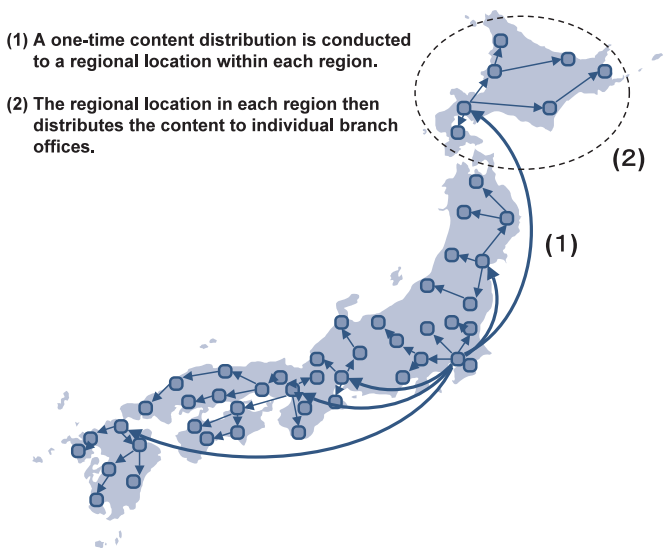 (1) A one-time content distribution is conducted
to a regional location within each region.
(2) The regional location in each region then
distributes the content to individual branch
offices.
(2)
(1)